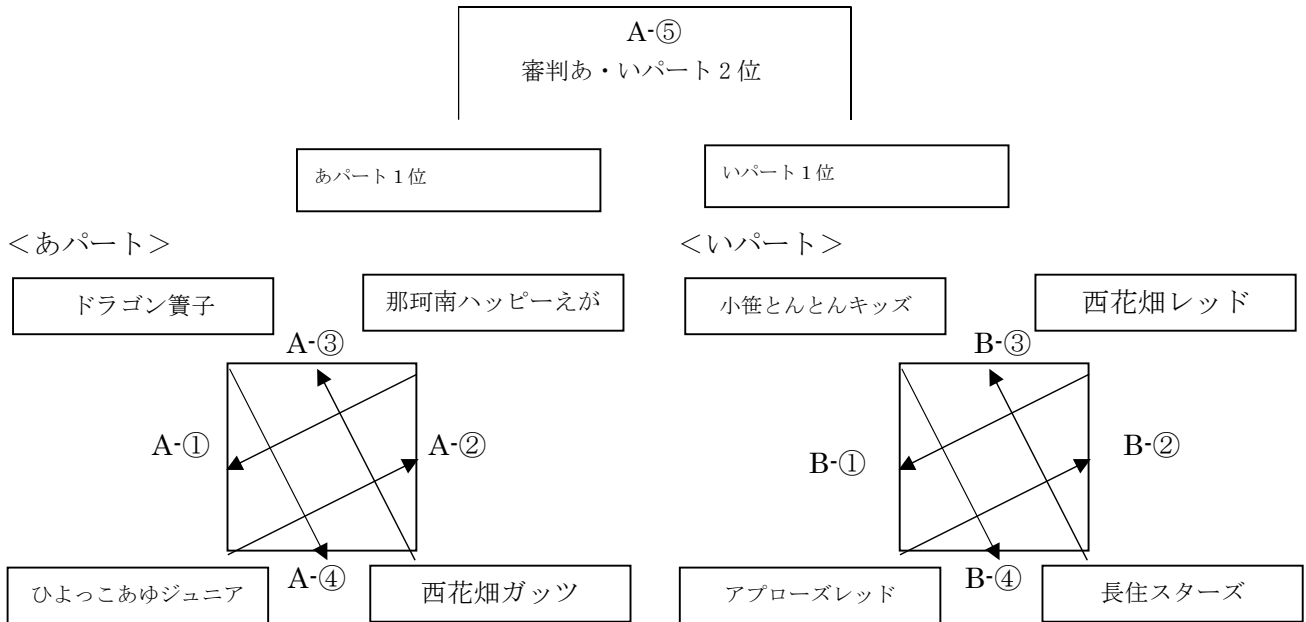 A-⑤
審判あ・いパート2位
あパート1位
いパート1位
＜あパート＞
＜いパート＞
ドラゴン簀子
那珂南ハッピーえが
小笹とんとんキッズ
西花畑レッド
A-③
B-③
A-①
A-②
B-①
B-②
A-④
B-④
ひよっこあゆジュニア
西花畑ガッツ
アプローズレッド
長住スターズ